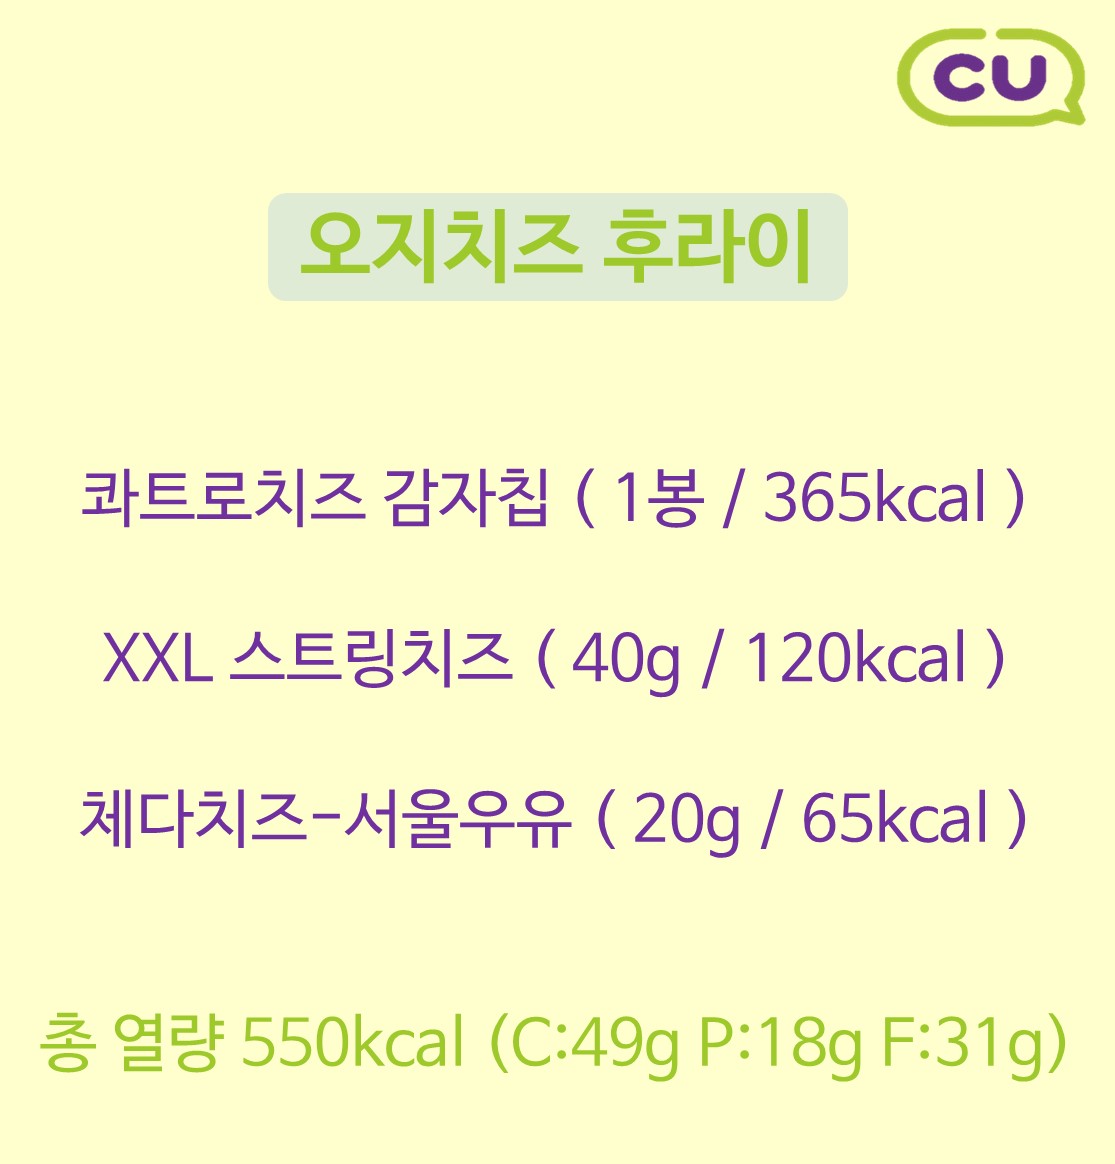 CU
오지치즈 후라이
콰트로치즈 감자칩 ( 1봉 / 365kcal )
XXL 스트링치즈 ( 40g / 120kcal )
체다치즈-서울우유 ( 20g / 65kcal )
총 열량 550kcal (C:49g P:18g F:31g)